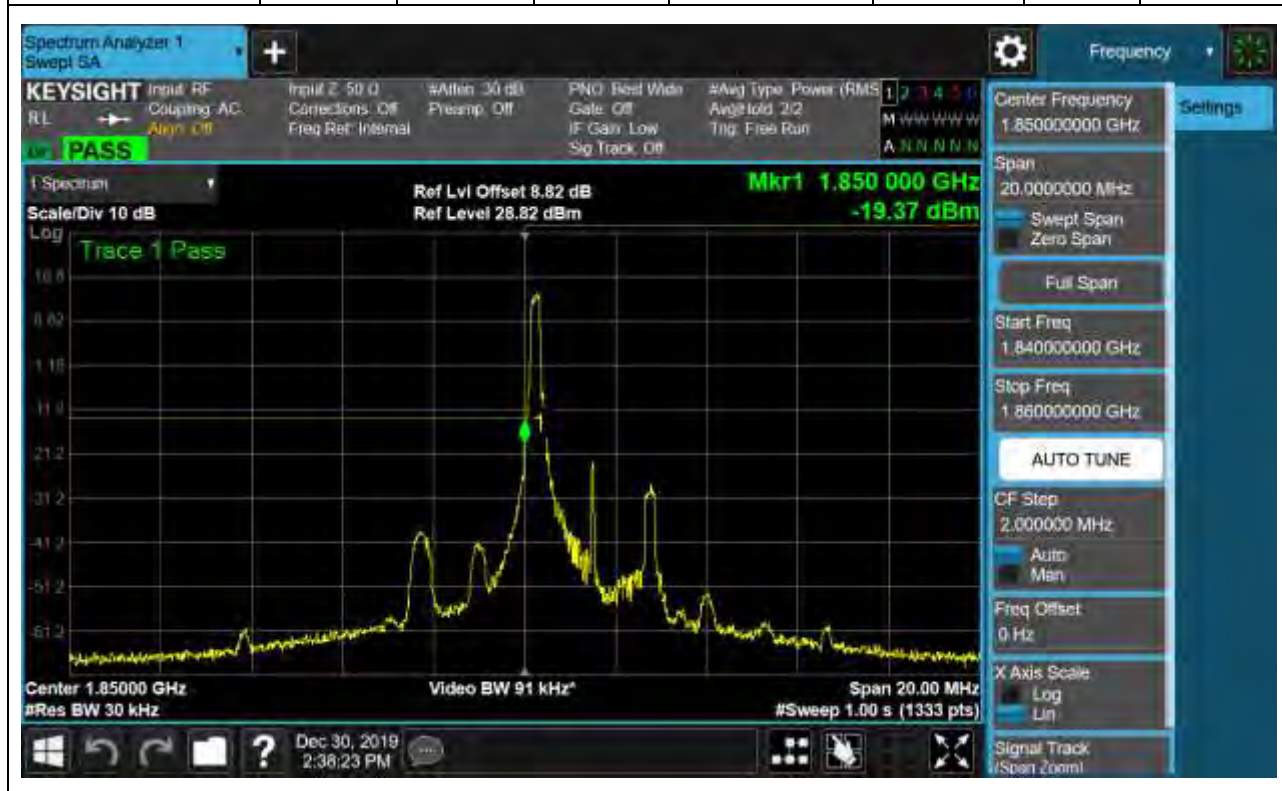 Spectrum Analyzer 1
Swept SA
+
Frequency
KEYSIGHT Input: RF
RL Coupling: AC
Align: Off
Input Z: 50 Ω
Corrections: Off
Freq Ref: Internal
#Atten: 30 dB
Preamp: Off
PNO: Best Wide
Gate: Off
IF Gain: Low
Sig Track: Off
#Avg Type: Power (RMS
Avg|Hold: 2/2
Trig: Free Run
1 2 3 4 5 6
M W W W W W
A N N N N N
PASS
1 Spectrum
Scale/Div 10 dB
Ref Lvl Offset 8.82 dB
Ref Level 28.82 dBm
Mkr1 1.850 000 GHz
-19.37 dBm
Log
Trace 1 Pass
18.8
8.82
-1.18
-11.2
-21.2
-31.2
-41.2
-51.2
-61.2
Center 1.85000 GHz
#Res BW 30 kHz
Video BW 91 kHz*
Span 20.00 MHz
#Sweep 1.00 s (1333 pts)
Dec 30, 2019
2:38:23 PM
Center Frequency
1.850000000 GHz
Settings
Span
20.0000000 MHz
Swept Span
Zero Span
Full Span
Start Freq
1.840000000 GHz
Stop Freq
1.860000000 GHz
AUTO TUNE
CF Step
2.000000 MHz
Auto
Man
Freq Offset
0 Hz
X Axis Scale
Log
Lin
Signal Track
(Span Zoom)